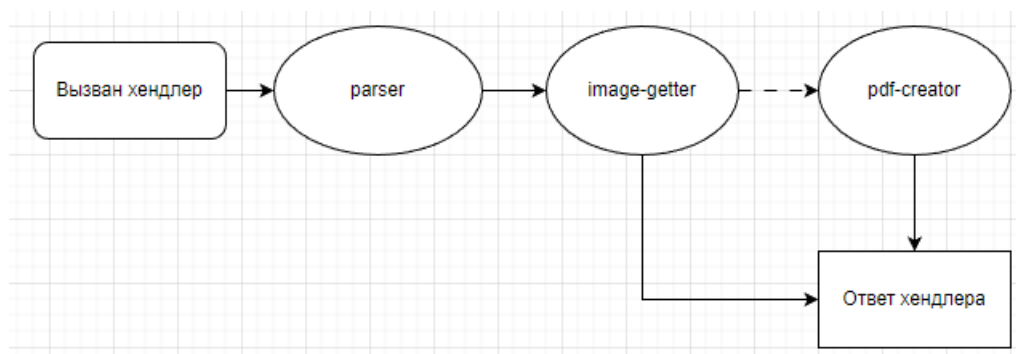 Вызван хендлер
parser
image-getter
pdf-creator
Ответ хендлера